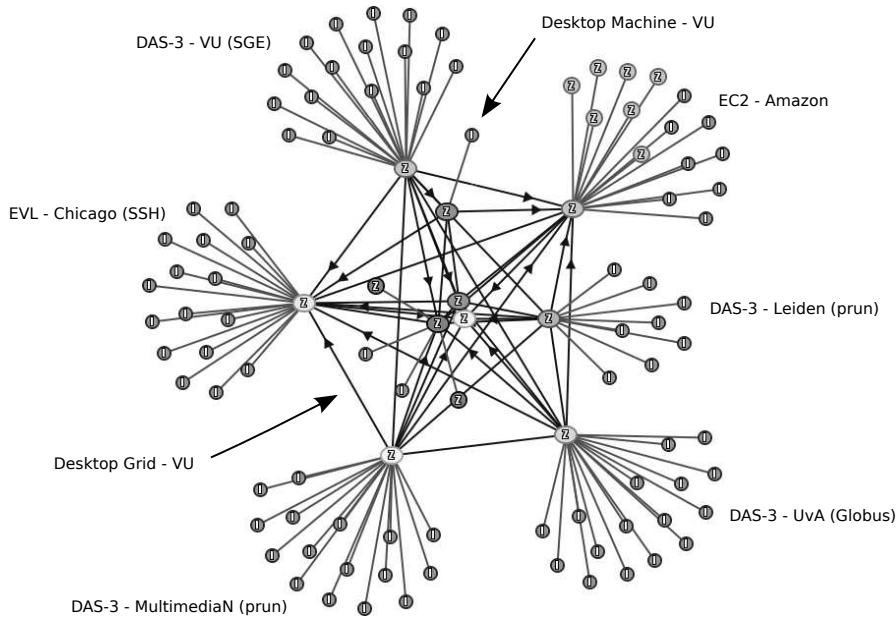 Desktop Machine - VU
DAS-3 - VU (SGE)
EC2 - Amazon
EVL - Chicago (SSH)
DAS-3 - Leiden (prun)
Desktop Grid - VU
DAS-3 - UvA (Globus)
DAS-3 - MultimediaN (prun)